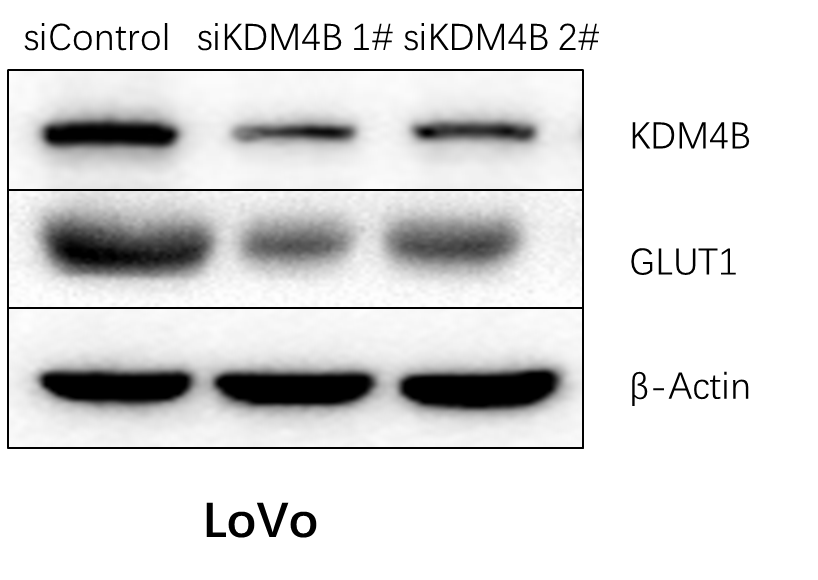 siControl siKDM4B 1# siKDM4B 2#
KDM4B
GLUT1
β-Actin
LoVo